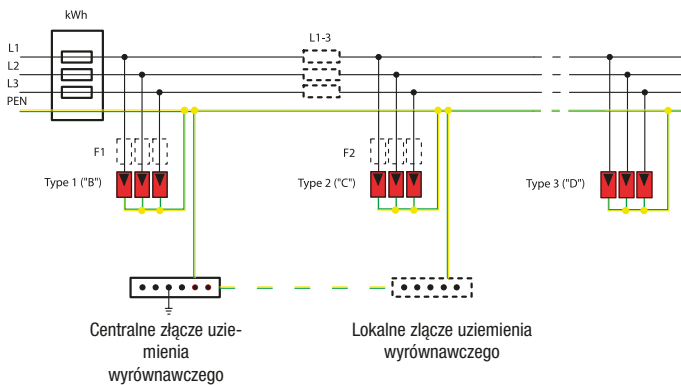 kWh
L1
L2
L3
PEN
L1-3
F1
F2
Type 1 ("B")
Type 2 ("C")
Type 3 ("D")
Centralne złącze uzie-
mienia
wyrównawczego
Lokalne zlącze uziemienia
wyrównawczego